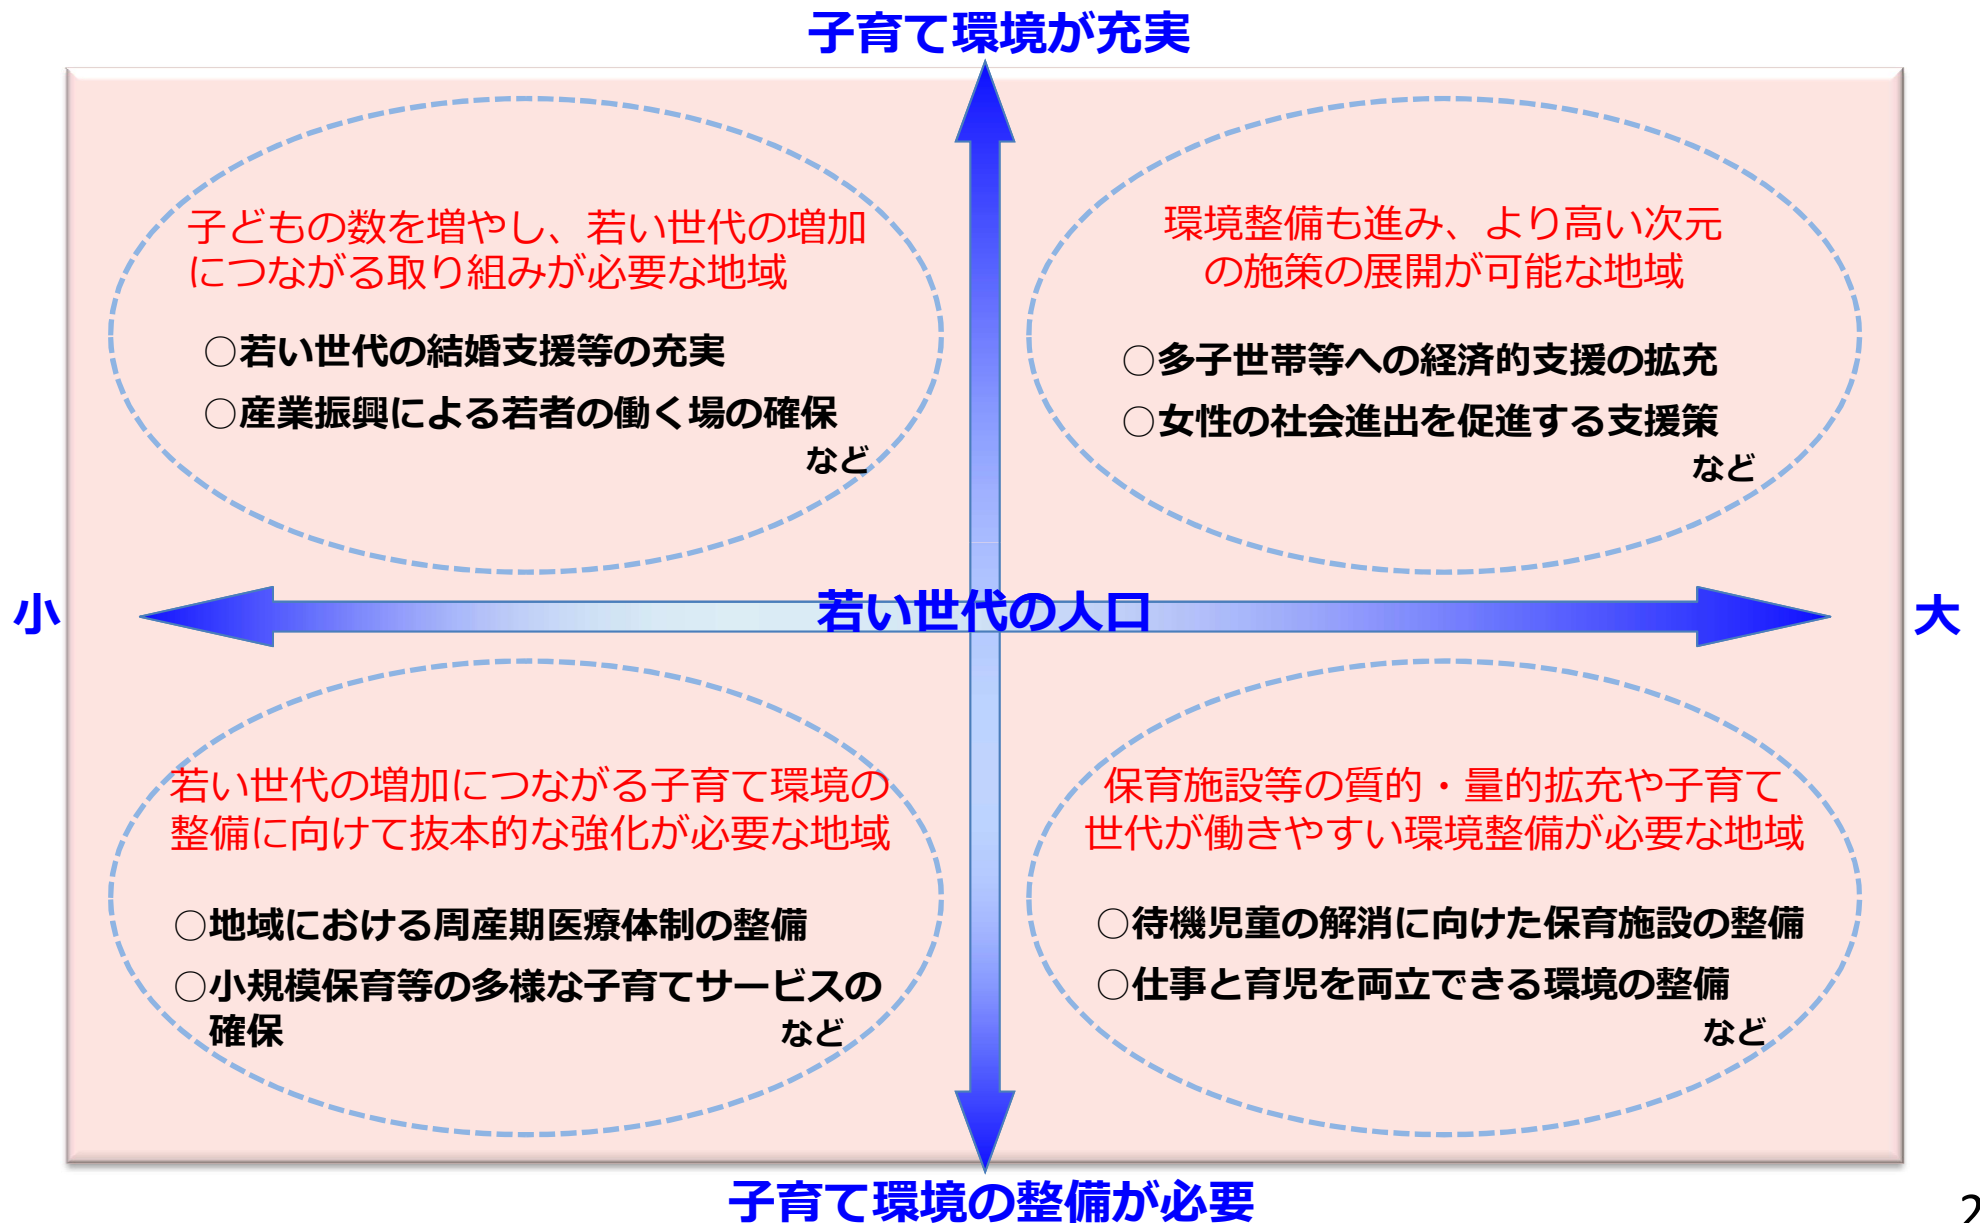 子育て環境が充実
子どもの数を増やし、若い世代の増加
につながる取り組みが必要な地域
○若い世代の結婚支援等の充実
○産業振興による若者の働く場の確保
など
環境整備も進み、より高い次元
の施策の展開が可能な地域
○多子世帯等への経済的支援の拡充
○女性の社会進出を促進する支援策
など
小
若い世代の人口
大
若い世代の増加につながる子育て環境の
整備に向けて抜本的な強化が必要な地域
○地域における周産期医療体制の整備
○小規模保育等の多様な子育てサービスの
確保
など
保育施設等の質的・量的拡充や子育て
世代が働きやすい環境整備が必要な地域
○待機児童の解消に向けた保育施設の整備
○仕事と育児を両立できる環境の整備
など
子育て環境の整備が必要
2